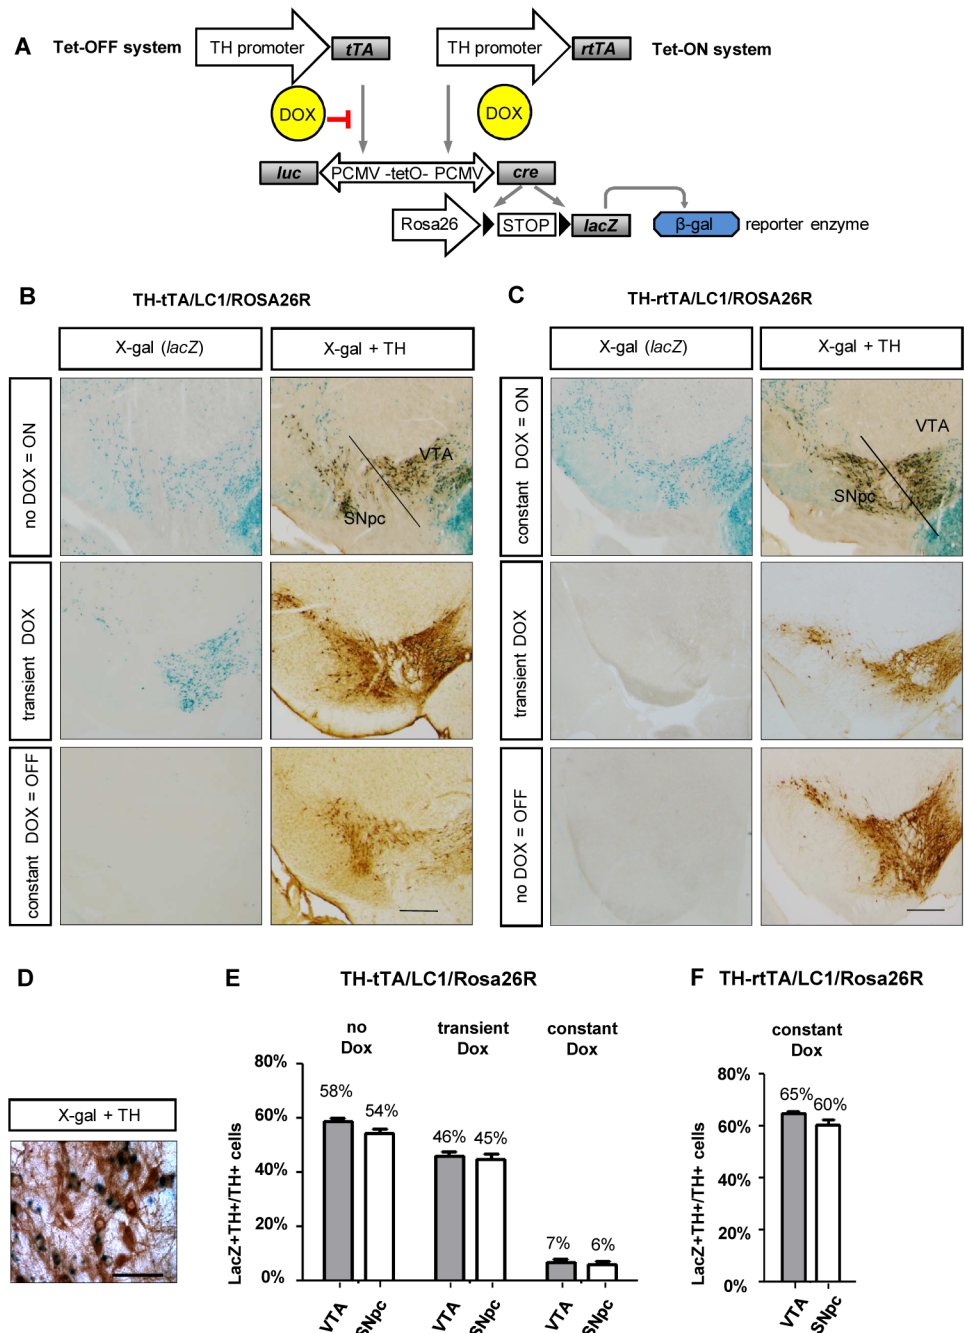 A
Tet-OFF system
TH promoter
tTA
TH promoter
rtTA
Tet-ON system
DOX
DOX
luc
PCMV -tetO- PCMV
cre
Rosa26
STOP
lacZ
β-gal
reporter enzyme
B
TH-tTA/LC1/ROSA26R
X-gal (lacZ)
X-gal + TH
no DOX = ON
VTA
SNpc
transient DOX
constant DOX = OFF
C
TH-rtTA/LC1/ROSA26R
X-gal (lacZ)
X-gal + TH
constant DOX = ON
VTA
SNpc
transient DOX
no DOX = OFF
D
X-gal + TH
E
TH-tTA/LC1/Rosa26R
no
Dox
transient
Dox
constant
Dox
LacZ+TH+/TH+ cells
80%
60%
40%
20%
0%
58%
54%
46%
45%
7%
6%
VTA
SNpc
VTA
SNpc
VTA
SNpc
F
TH-rtTA/LC1/Rosa26R
constant
Dox
LacZ+TH+/TH+ cells
80%
60%
40%
20%
0%
65%
60%
VTA
SNpc